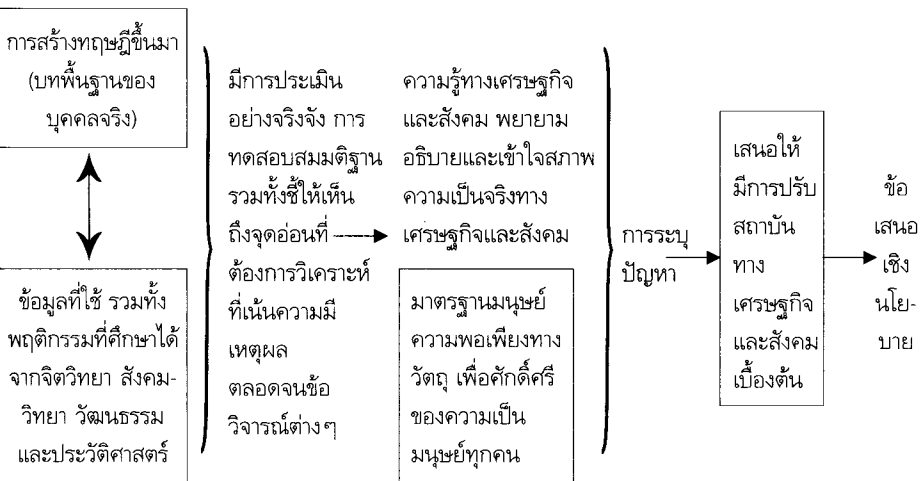 การสร้างทฤษฎีขึ้นมา
(บทพื้นฐานของ
บุคคลจริง)
ข้อมูลที่ใช้ รวมทั้ง
พฤติกรรมที่ศึกษาได้
จากจิตวิทยา สังคม-
วิทยา วัฒนธรรม
และประวัติศาสตร์
มีการประเมิน
อย่างจริงจัง การ
ทดสอบสมมติฐาน
รวมทั้งชี้ให้เห็น
ถึงจุดอ่อนที่
ต้องการวิเคราะห์
ที่เน้นความมี
เหตุผล
ตลอดจนข้อ
วิจารณ์ต่างๆ
ความรู้ทางเศรษฐกิจ
และสังคม พยายาม
อธิบายและเข้าใจสภาพ
ความเป็นจริงทาง
เศรษฐกิจและสังคม
มาตรฐานมนุษย์
ความพอเพียงทาง
วัตถุ เพื่อศักดิ์ศรี
ของความเป็น
มนุษย์ทุกคน
การระบุ
ปัญหา
เสนอให้
มีการปรับ
สถาบัน
ทาง
เศรษฐกิจ
และสังคม
เบื้องต้น
ข้อ
เสนอ
เชิง
นโย-
บาย